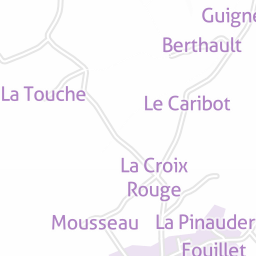 Guigne
Berthault
La Touche
Le Caribot
La Croix
Rouge
Mousseau
La Pinauder
Fouillet